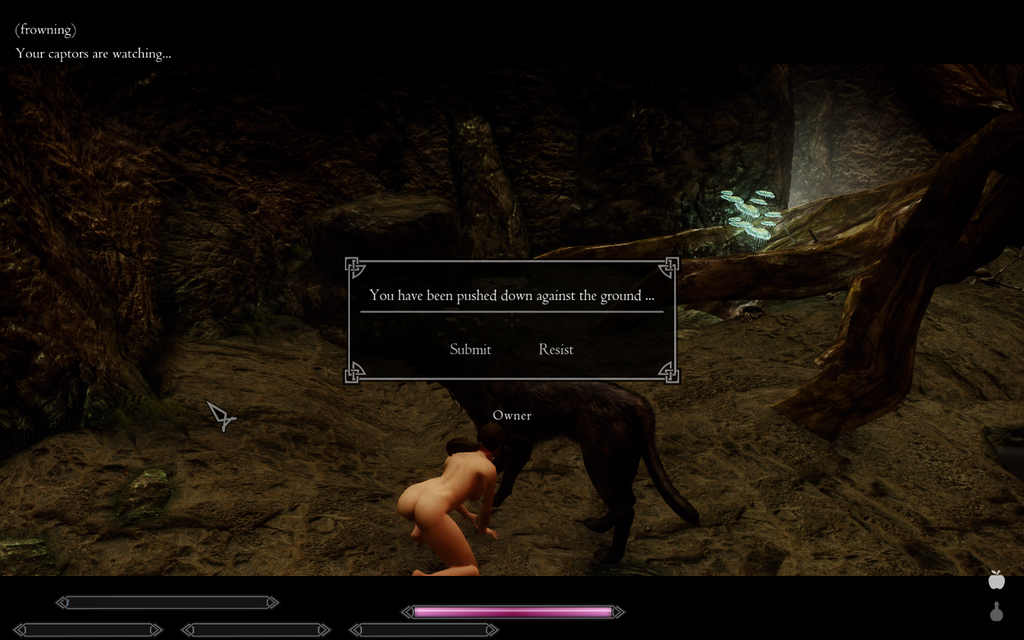 (frowning)
Your captors are watching...
You have been pushed down against the ground ...
Submit Resist
Owner